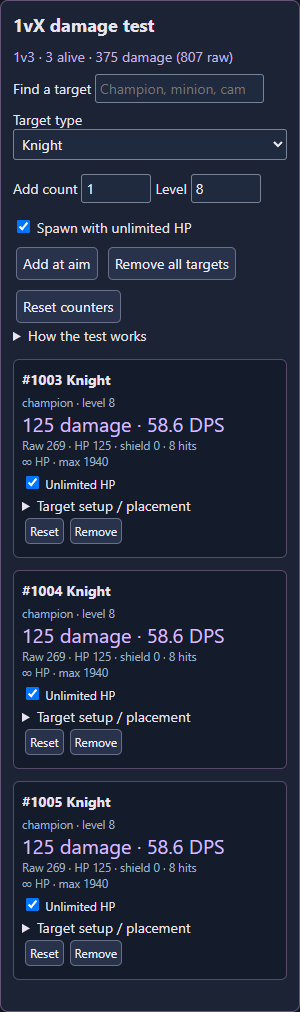 1vX damage test
1v3 · 3 alive · 375 damage (807 raw)
Find a target Champion, minion, cam
Target type
Knight
Add count 1 Level 8
Spawn with unlimited HP
Add at aim Remove all targets
Reset counters
How the test works
#1003 Knight
champion · level 8
125 damage · 58.6 DPS
Raw 269 · HP 125 · shield 0 · 8 hits
∞ HP · max 1940
Unlimited HP
Target setup / placement
Reset Remove
#1004 Knight
champion · level 8
125 damage · 58.6 DPS
Raw 269 · HP 125 · shield 0 · 8 hits
∞ HP · max 1940
Unlimited HP
Target setup / placement
Reset Remove
#1005 Knight
champion · level 8
125 damage · 58.6 DPS
Raw 269 · HP 125 · shield 0 · 8 hits
∞ HP · max 1940
Unlimited HP
Target setup / placement
Reset Remove